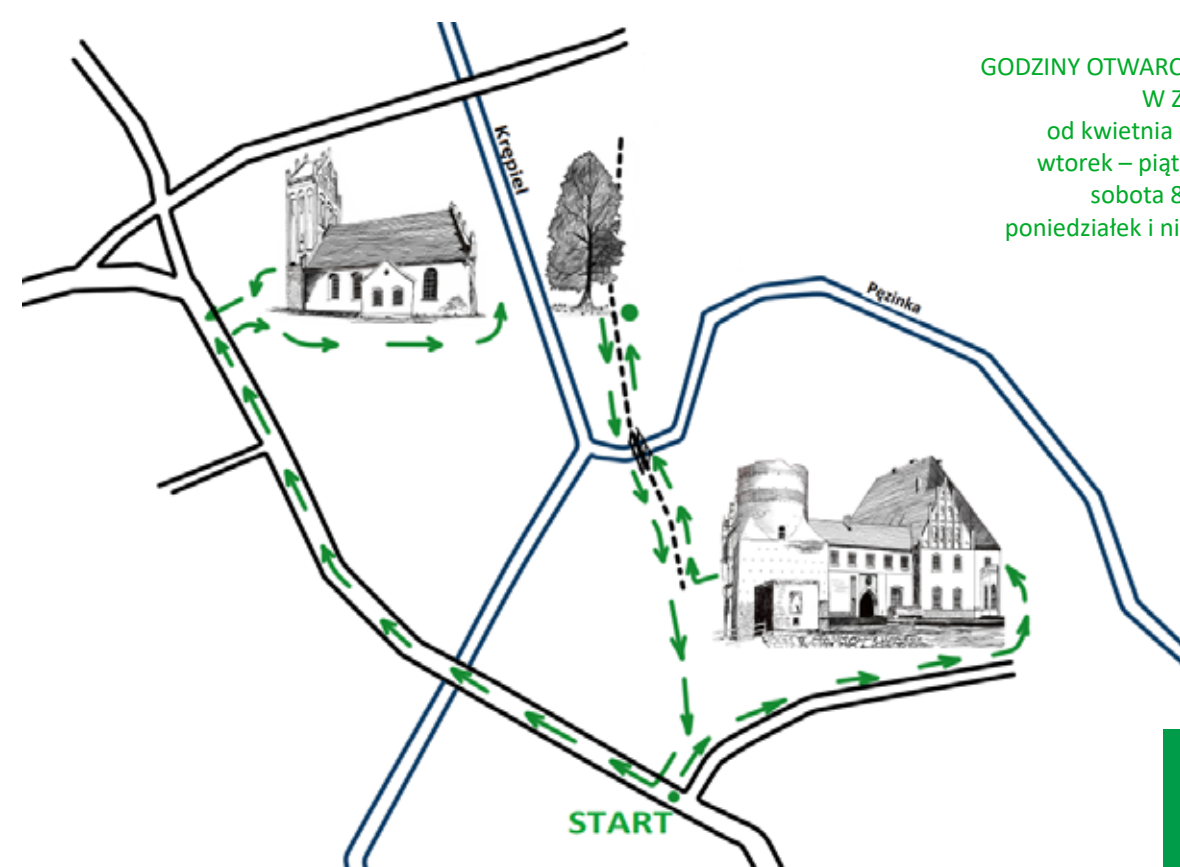 GODZINY OTWARC
W Z
od kwietnia
wtorek – piąt
sobota 8
poniedziałek i ni
Krępiel
Pęzinka
START